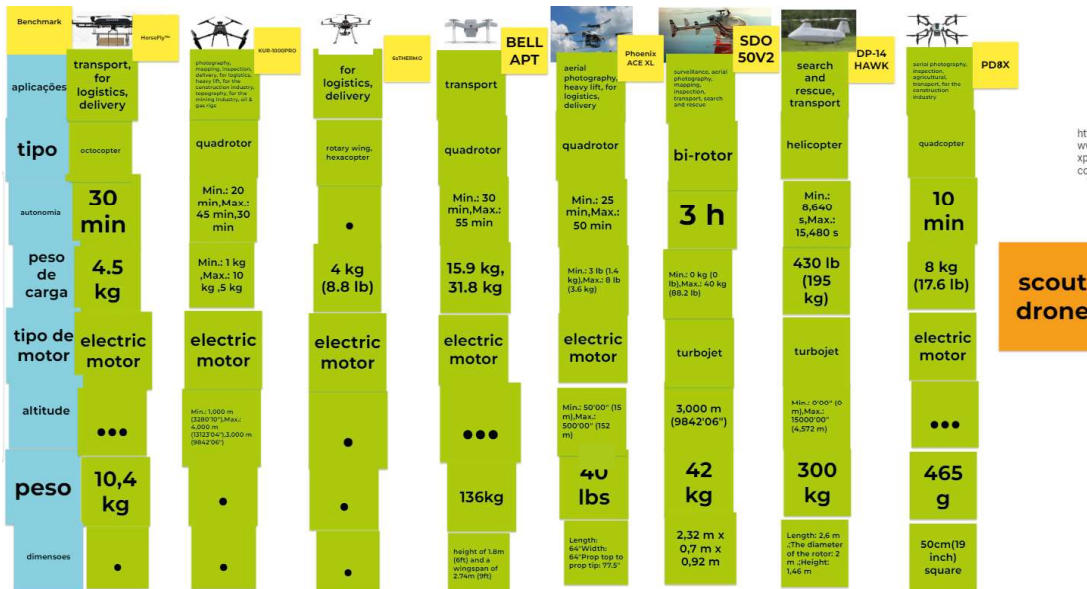 Benchmark
HorseFly™
KUR-1000PRO
6xTHERMO
BELL
APT
Phoenix
ACE XL
SDO
50V2
DP-14
HAWK
PD8X
aplicações
transport,
for
logistics,
delivery
photography,
mapping, inspection,
delivery, for logistics,
heavy lift, for the
construction industry,
topography, for the
mining industry, oil &
gas rigs
for
logistics,
delivery
transport
aerial
photography,
heavy lift, for
logistics,
delivery
surveillance, aerial
photography,
mapping,
inspection,
transport, search
and rescue
search
and
rescue,
transport
aerial photography,
inspection,
agricultural,
transport, for the
construction
industry
tipo
octocopter
quadrotor
rotary wing,
hexacopter
quadrotor
quadrotor
bi-rotor
helicopter
quadcopter
autonomia
30
min
Min.: 20
min,Max.:
45 min,30
min
•
Min.: 30
min,Max.:
55 min
Min.: 25
min,Max.:
50 min
3 h
Min.:
8,640
s,Max.:
15,480 s
10
min
peso
de
carga
4.5
kg
Min.: 1 kg
,Max.: 10
kg ,5 kg
4 kg
(8.8 lb)
15.9 kg,
31.8 kg
Min.: 3 lb (1.4
kg),Max.: 8 lb
(3.6 kg)
Min.: 0 kg (0
lb),Max.: 40 kg
(88.2 lb)
430 lb
(195
kg)
8 kg
(17.6 lb)
scout
drone
tipo de
motor
electric
motor
electric
motor
electric
motor
electric
motor
electric
motor
turbojet
turbojet
electric
motor
altitude
•••
Min.: 1,000 m
(3280'10"),Max.:
4,000 m
(13123'04"),3,000 m
(9842'06")
•
•••
Min.: 50'00" (15
m),Max.:
500'00" (152
m)
3,000 m
(9842'06")
Min.: 0'00" (0
m),Max.:
15000'00"
(4,572 m)
•••
peso
10,4
kg
•
•
136kg
40
lbs
42
kg
300
kg
465
g
dimensoes
•
•
•
height of 1.8m
(6ft) and a
wingspan of
2.74m (9ft)
Length:
64"Width:
64"Prop top to
prop tip: 77.5"
2,32 m x
0,7 m x
0,92 m
Length: 2,6 m
.;The diameter
of the rotor: 2
m .;Height:
1,46 m
50cm(19
inch)
square
ht
ww
xp
co